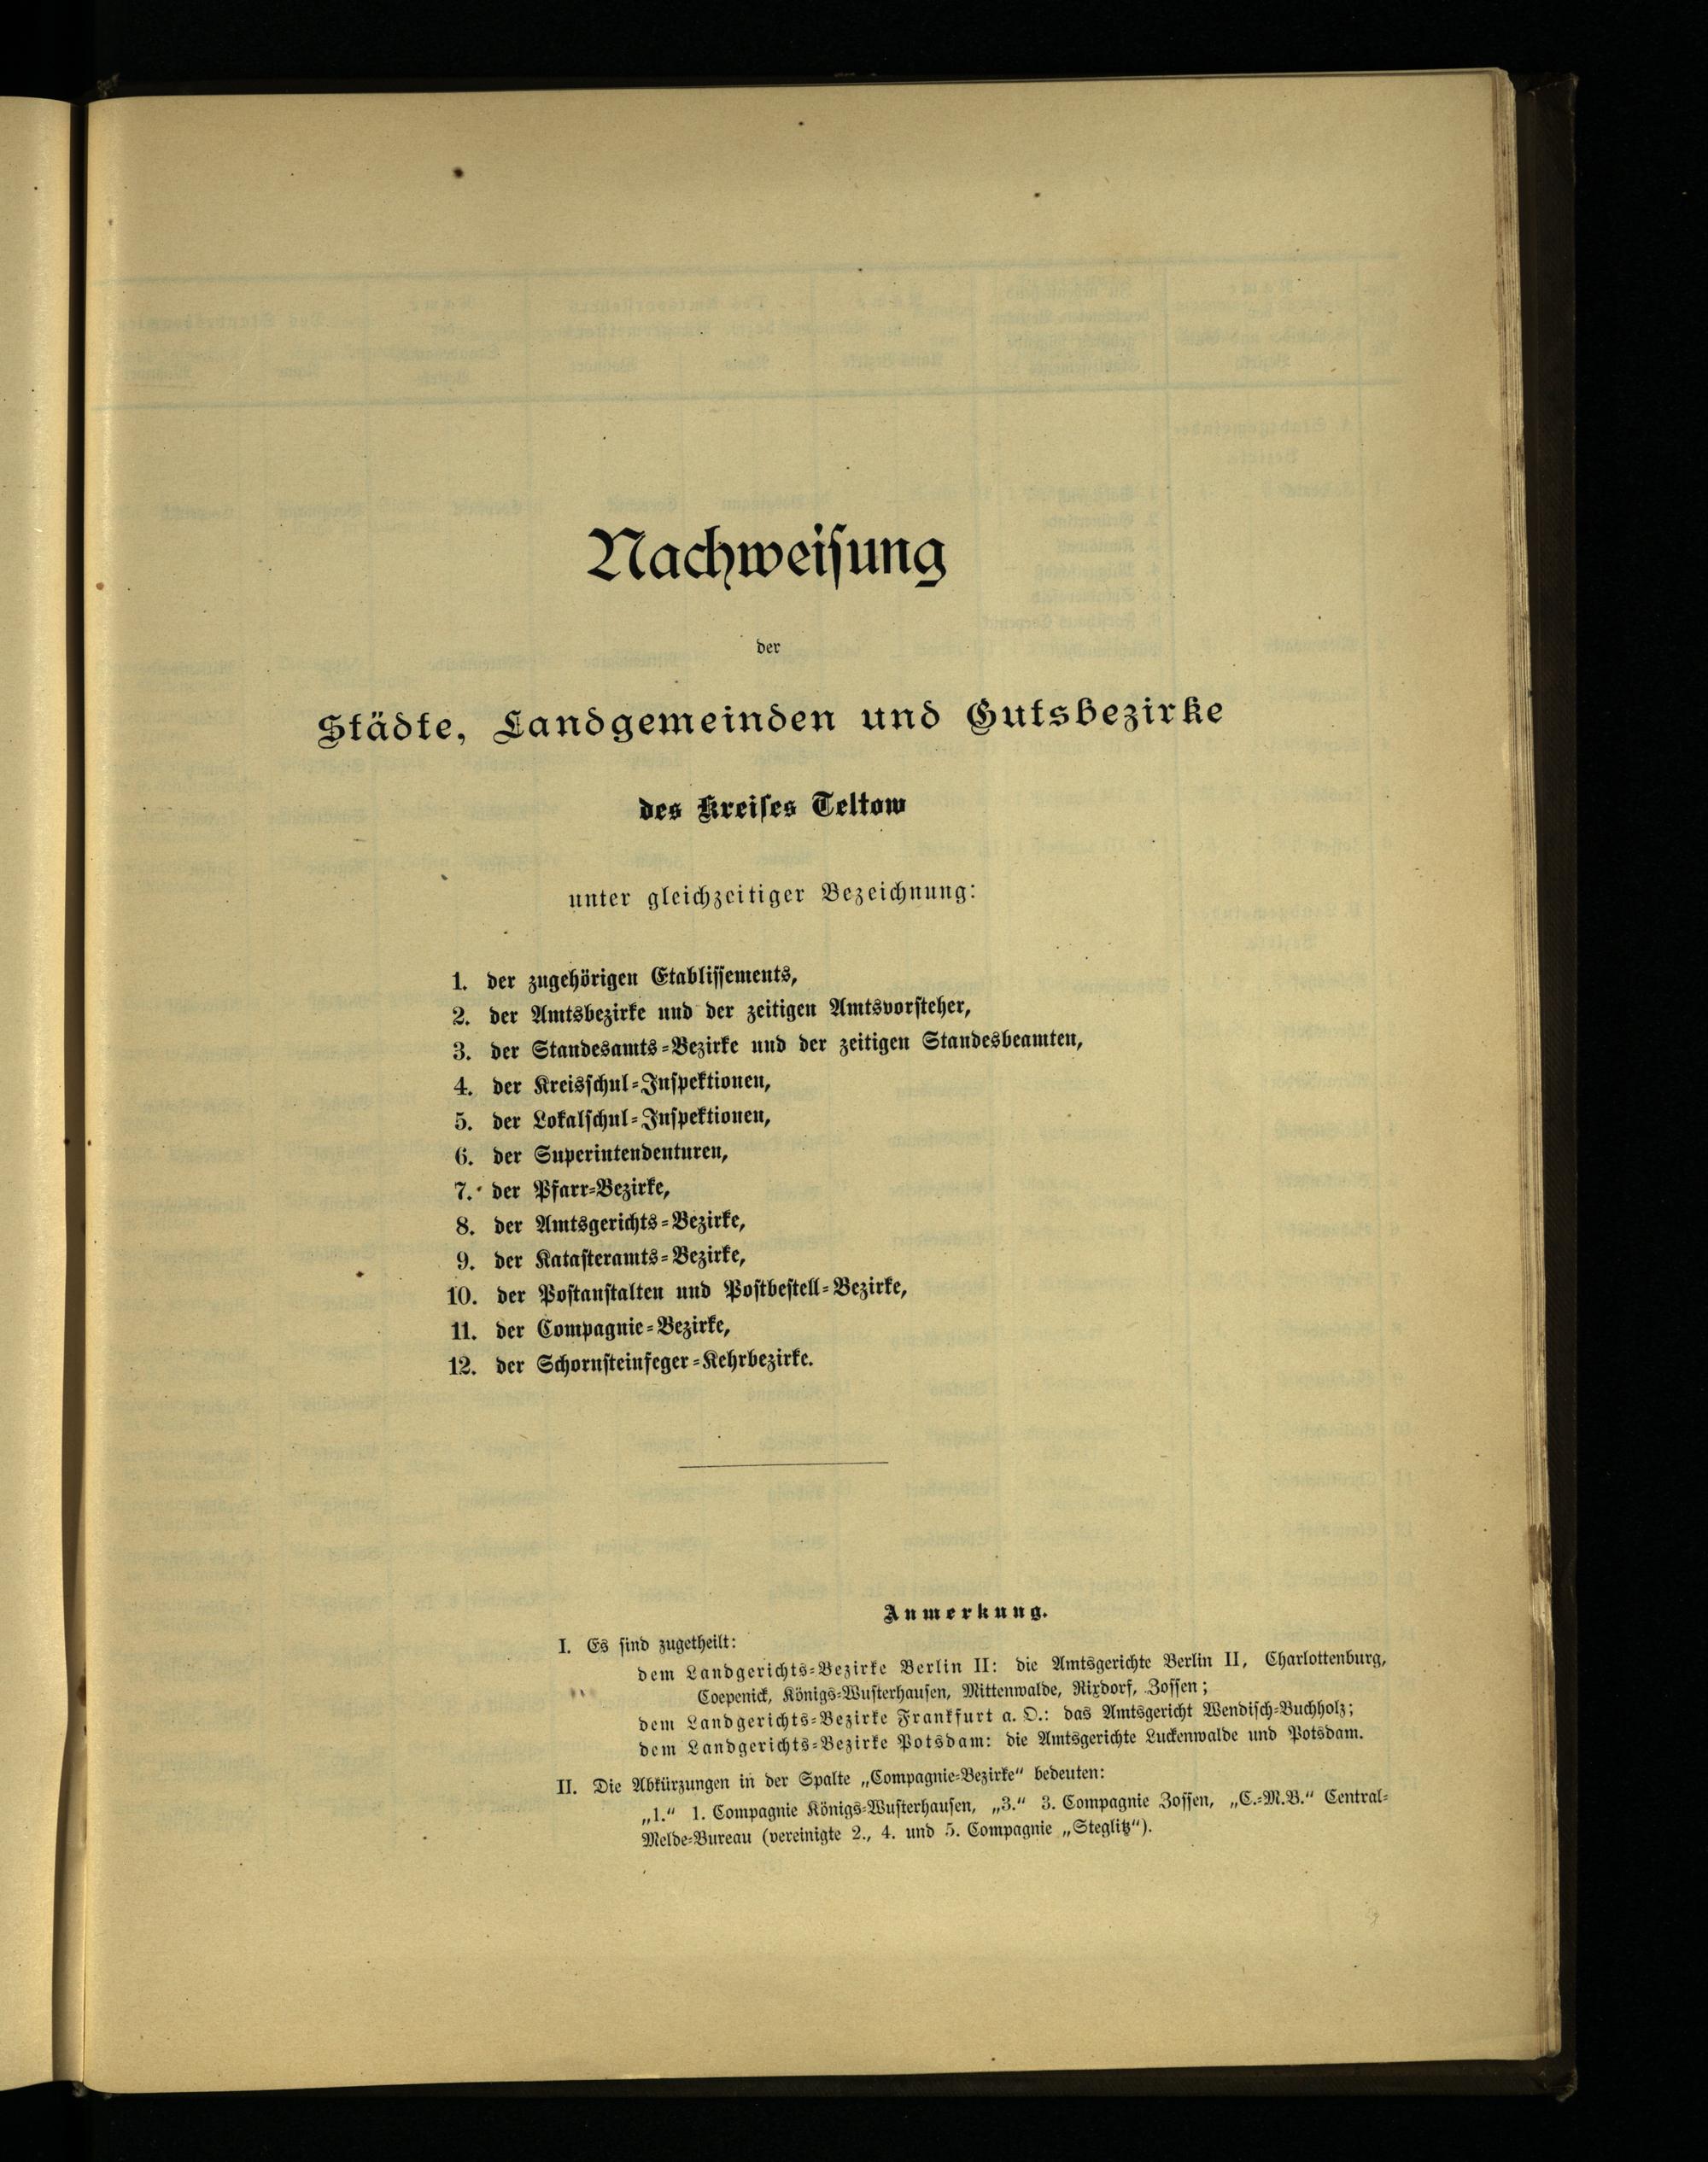 Nachweisung
der
Städte, Landgemeinden und Gutsbezirke
des Kreises Teltow
unter gleichzeitiger Bezeichnung:
1. der zugehörigen Etablissements,
2. der Amtsbezirke und der zeitigen Amtsvorsteher,
3. der Standesamts-Bezirke und der zeitigen Standesbeamten,
4. der Kreisschul-Inspektionen,
5. der Lokalschul-Inspektionen,
6. der Superintendenturen,
7. der Pfarr-Bezirke,
8. der Amtsgerichts-Bezirke,
9. der Katasteramts-Bezirke,
10. der Postanstalten und Postbestell-Bezirke,
11. der Compagnie-Bezirke,
12. der Schornsteinfeger-Kehrbezirke.
Anmerkung.
I. Es sind zugetheilt:
dem Landgerichts-Bezirke Berlin II: die Amtsgerichte Berlin II, Charlottenburg,
Coepenick, Königs-Wusterhausen, Mittenwalde, Rixdorf, Zossen;
dem Landgerichts-Bezirke Frankfurt a. O.: das Amtsgericht Wendisch-Buchholz;
dem Landgerichts-Bezirke Potsdam: die Amtsgerichte Luckenwalde und Potsdam.
II. Die Abkürzungen in der Spalte „Compagnie-Bezirke“ bedeuten:
„1.“ 1. Compagnie Königs-Wusterhausen, „3.“ 3. Compagnie Zossen, „C.-M.B.“ Central-
Melde-Bureau (vereinigte 2., 4. und 5. Compagnie „Steglitz“).